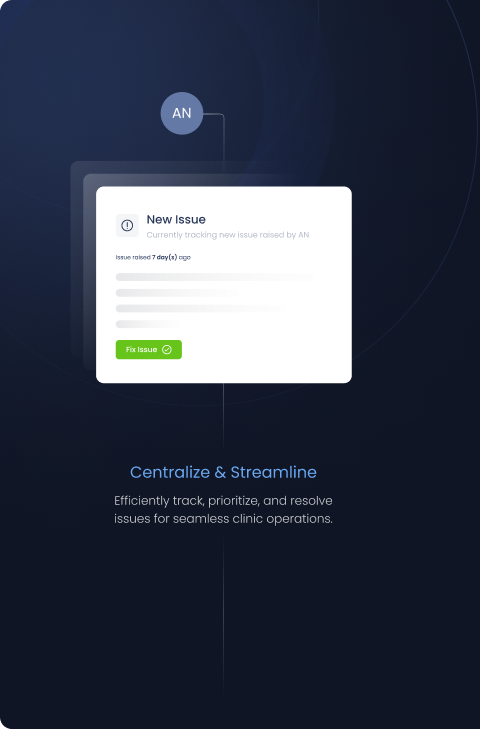 AN
New Issue
Currently tracking new issue raised by AN
Issue raised 7 day(s) ago
Fix Issue
Centralize & Streamline
Efficiently track, prioritize, and resolve
issues for seamless clinic operations.